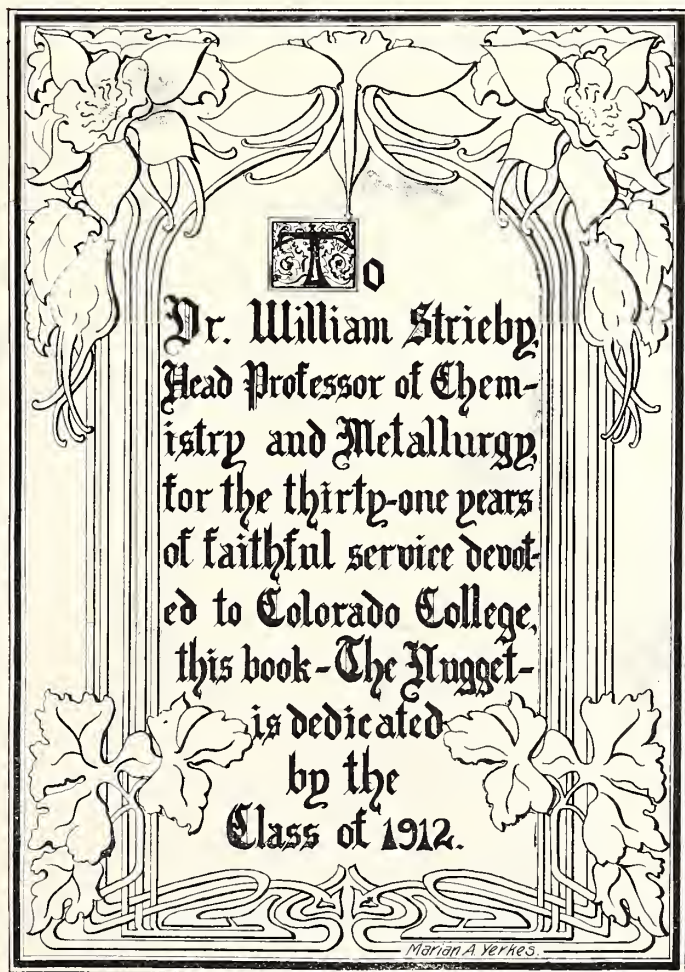 To
Dr. William Strieby,
Head Professor of Chem-
istry and Metallurgy,
for the thirty-one years
of faithful service devot-
ed to Colorado College,
this book - The Nugget -
is dedicated
by the
Class of 1912.
Marian A. Yerkes.